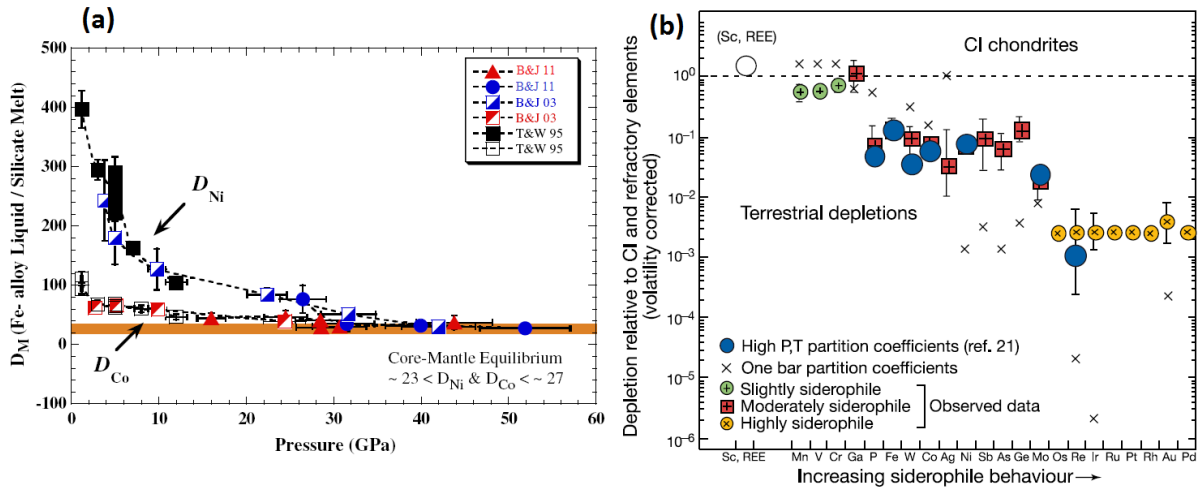 (a)
D_M(Fe- alloy Liquid / Silicate Melt)
500
400
300
200
100
0
-100
B&J 11
B&J 11
B&J 03
B&J 03
T&W 95
T&W 95
D_Ni
D_Co
Core-Mantle Equilibrium
~ 23 < D_Ni & D_Co < ~ 27
0
10
20
30
40
50
60
Pressure (GPa)
(b)
Depletion relative to CI and refractory elements
(volatility corrected)
10⁰
10⁻¹
10⁻²
10⁻³
10⁻⁴
10⁻⁵
10⁻⁶
(Sc, REE)
CI chondrites
Terrestrial depletions
High P,T partition coefficients (ref. 21)
One bar partition coefficients
Slightly siderophile
Moderately siderophile
Highly siderophile
Observed data
Sc, REE Mn V Cr Ga P Fe W Co Ag Ni Sb As Ge Mo Os Re Ir Ru Pt Rh Au Pd
Increasing siderophile behaviour→